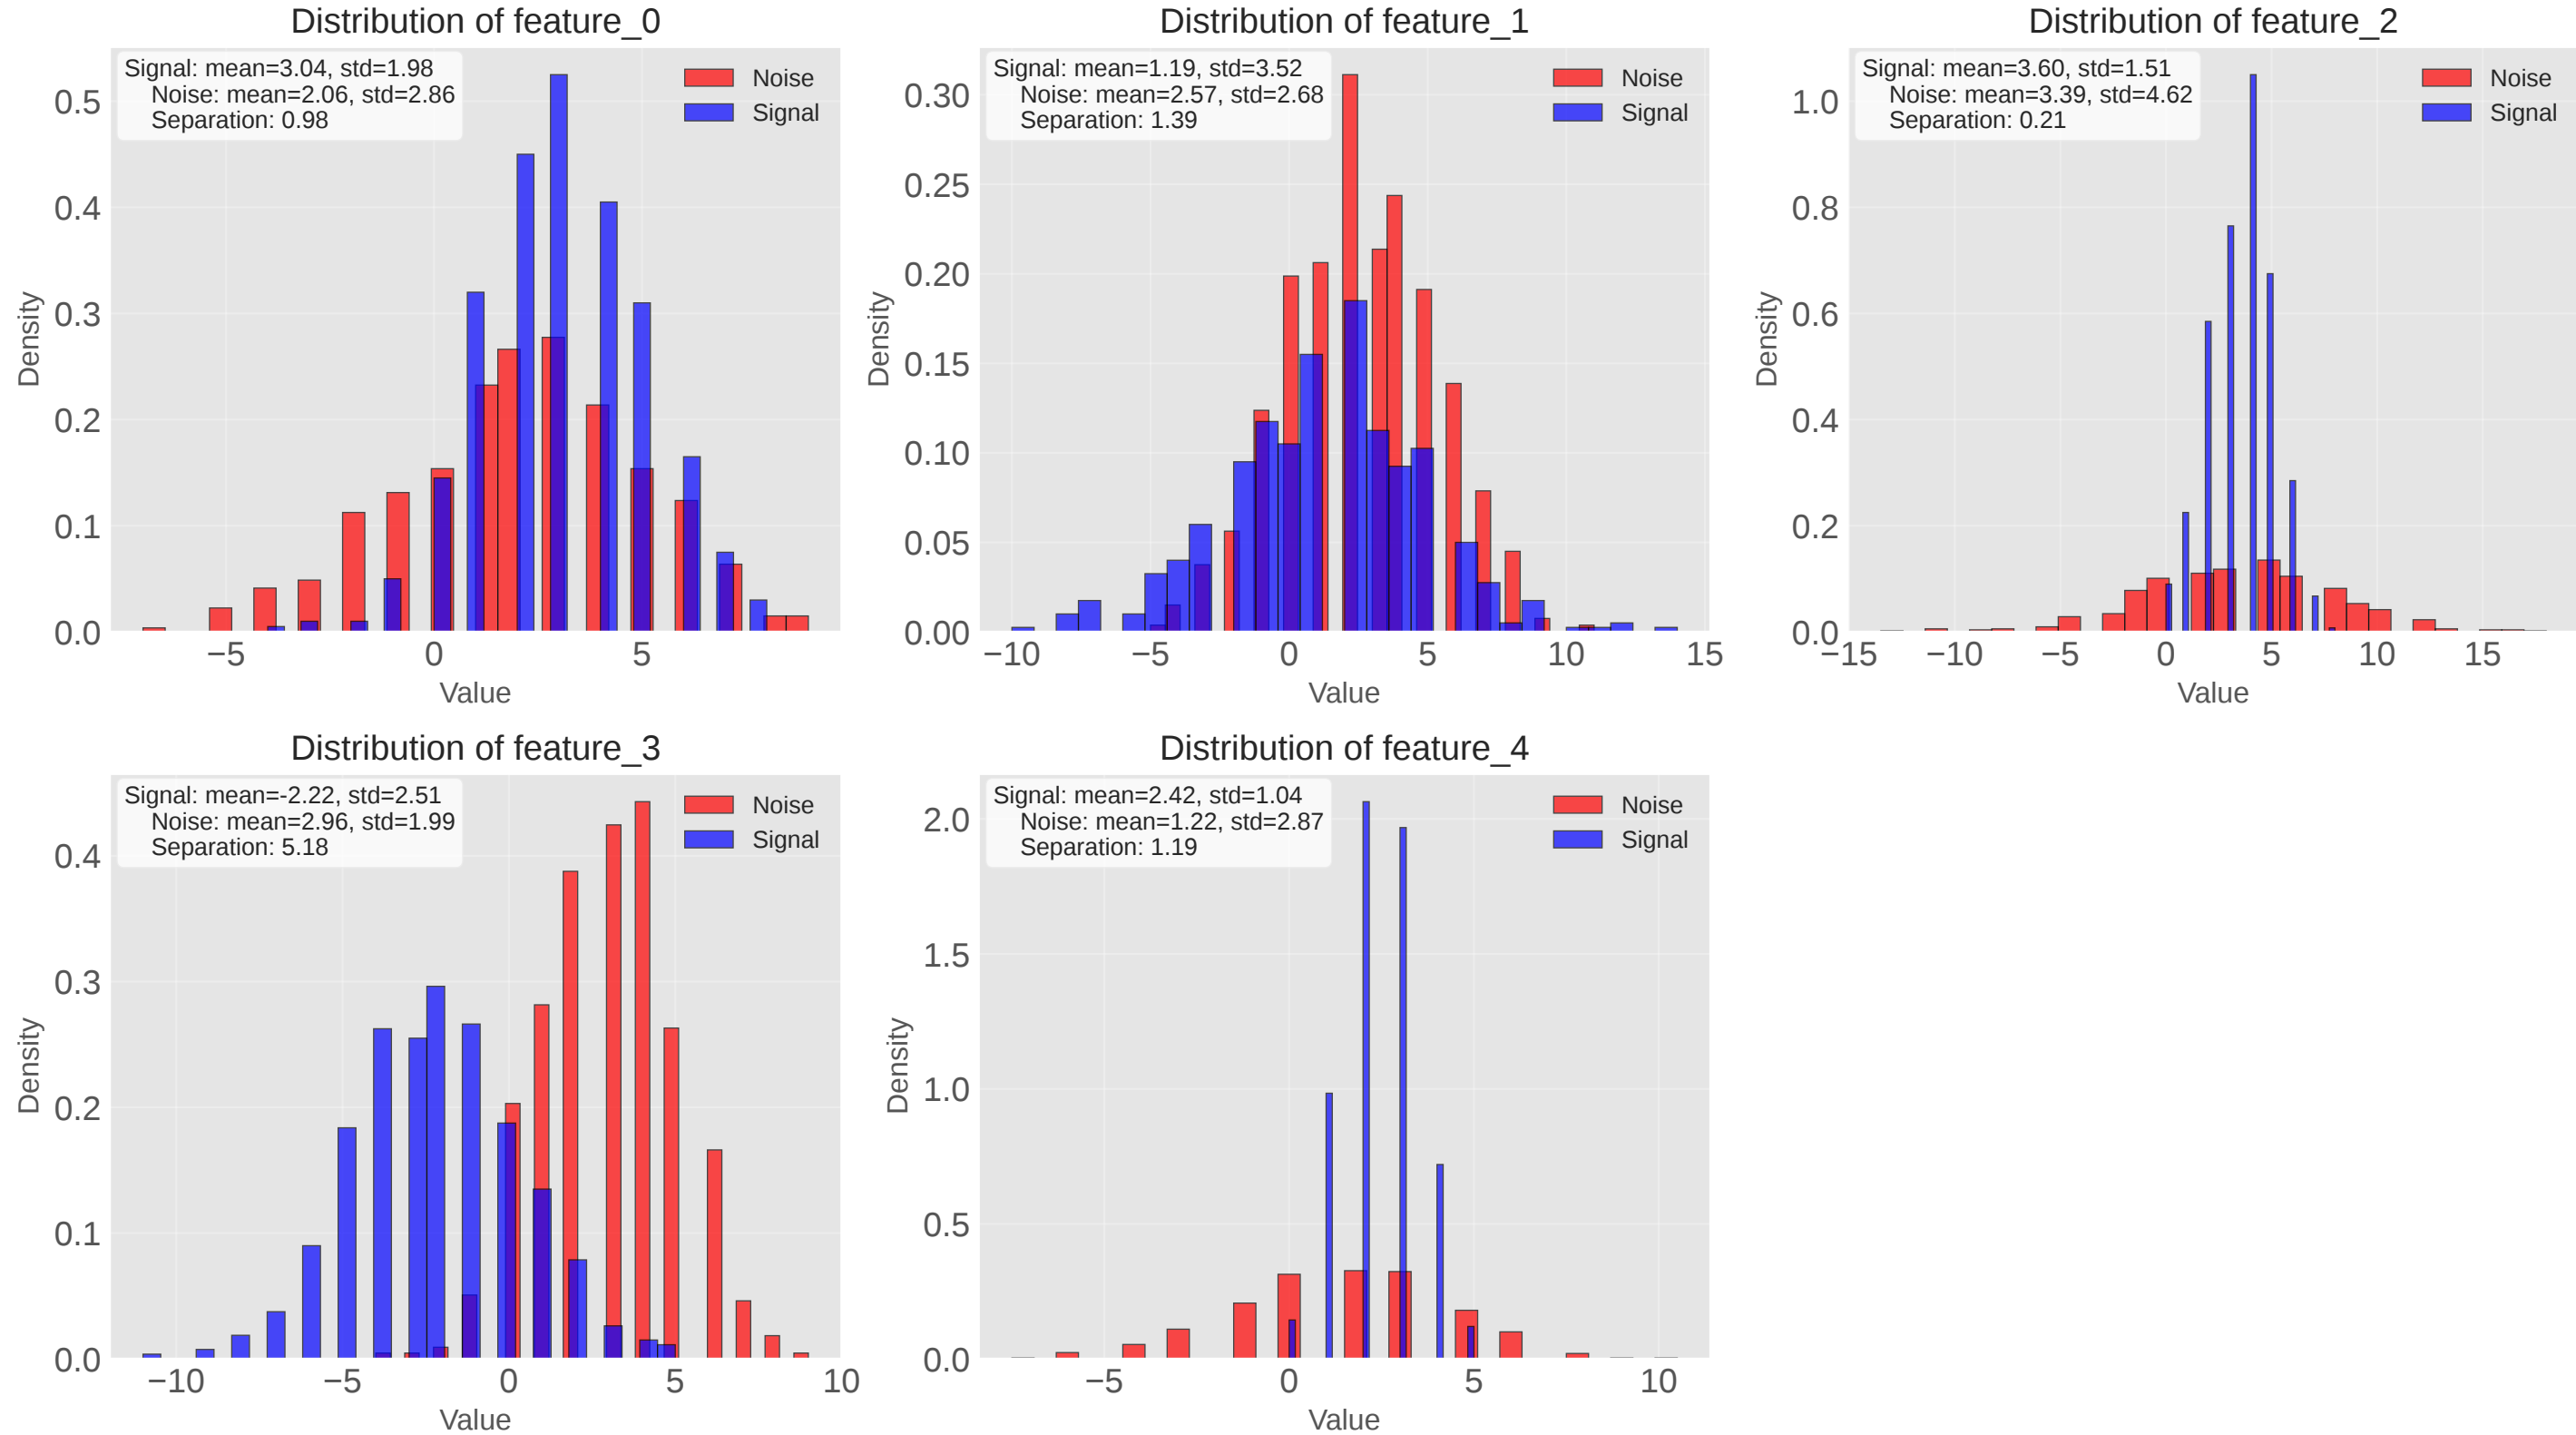 Distribution of feature_0
Signal: mean=3.04, std=1.98
Noise: mean=2.06, std=2.86
Separation: 0.98
Noise
Signal
0.5
0.4
0.3
0.2
0.1
0.0
Density
−5
0
5
Value
Distribution of feature_1
Signal: mean=1.19, std=3.52
Noise: mean=2.57, std=2.68
Separation: 1.39
Noise
Signal
0.30
0.25
0.20
0.15
0.10
0.05
0.00
Density
−10
−5
0
5
10
15
Value
Distribution of feature_2
Signal: mean=3.60, std=1.51
Noise: mean=3.39, std=4.62
Separation: 0.21
Noise
Signal
1.0
0.8
0.6
0.4
0.2
0.0
Density
−15
−10
−5
0
5
10
15
Value
Distribution of feature_3
Signal: mean=-2.22, std=2.51
Noise: mean=2.96, std=1.99
Separation: 5.18
Noise
Signal
0.4
0.3
0.2
0.1
0.0
Density
−10
−5
0
5
10
Value
Distribution of feature_4
Signal: mean=2.42, std=1.04
Noise: mean=1.22, std=2.87
Separation: 1.19
Noise
Signal
2.0
1.5
1.0
0.5
0.0
Density
−5
0
5
10
Value